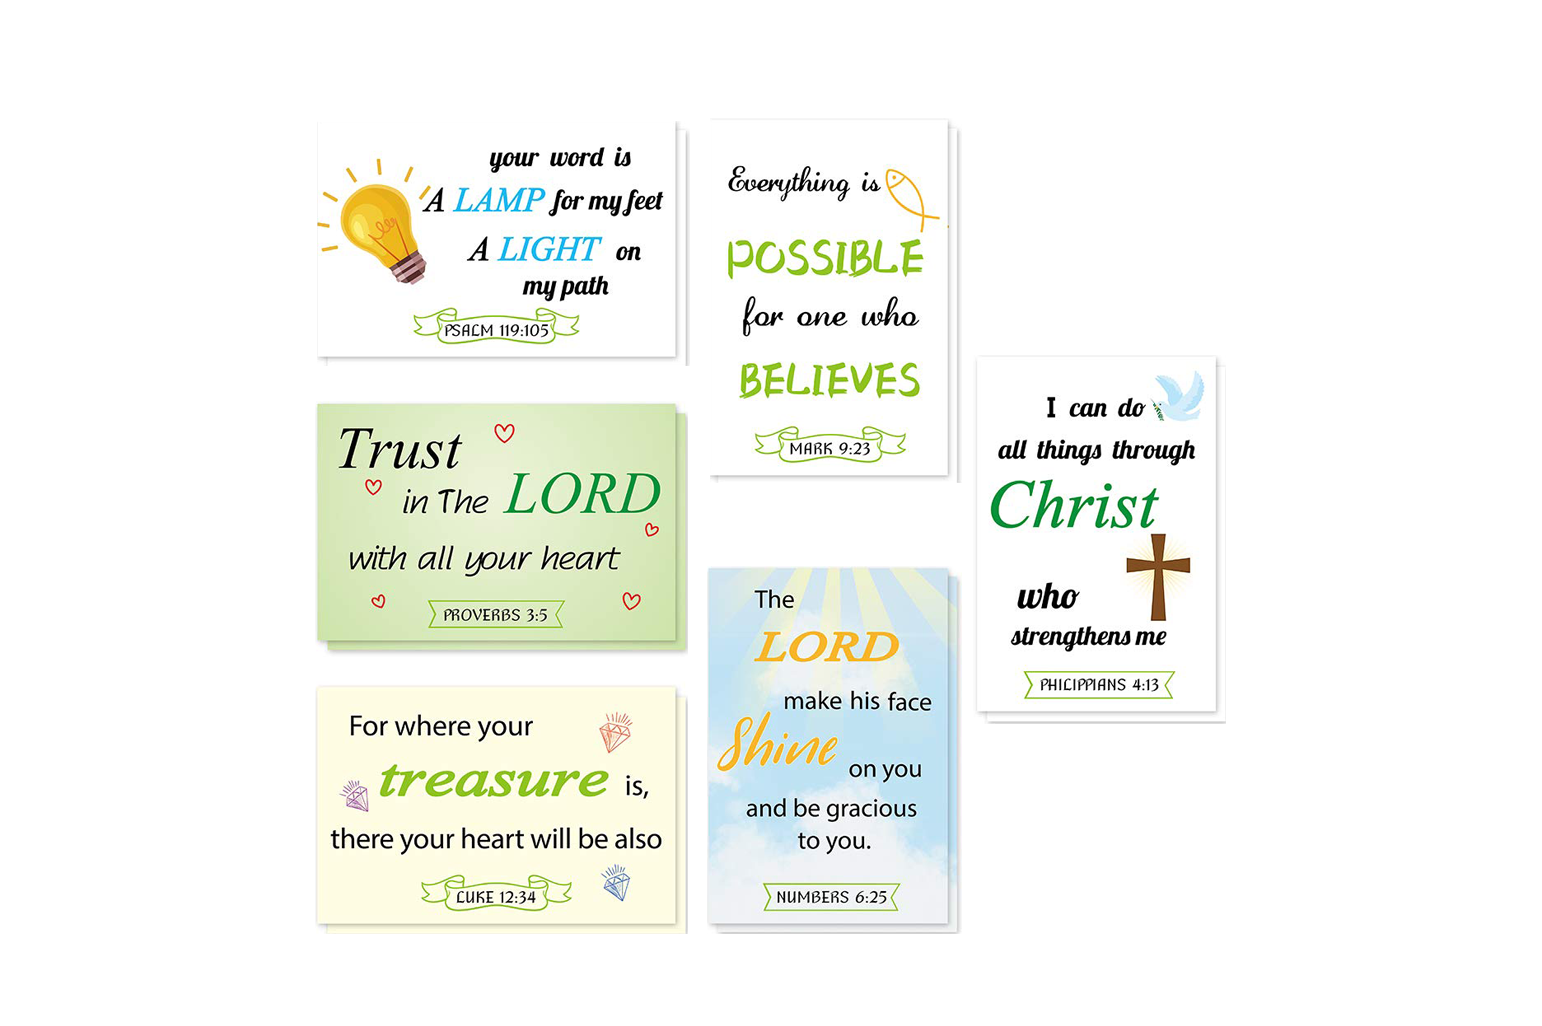 your word is
A LAMP for my feet
A LIGHT on
my path
PSALM 119:105
Trust
in The LORD
with all your heart
PROVERBS 3:5
For where your
treasure is,
there your heart will be also
LUKE 12:34
Everything is
POSSIBLE
for one who
BELIEVES
MARK 9:23
The
LORD
make his face
Shine
on you
and be gracious
to you.
NUMBERS 6:25
I can do
all things through
Christ
who
strengthens me
PHILIPPIANS 4:13